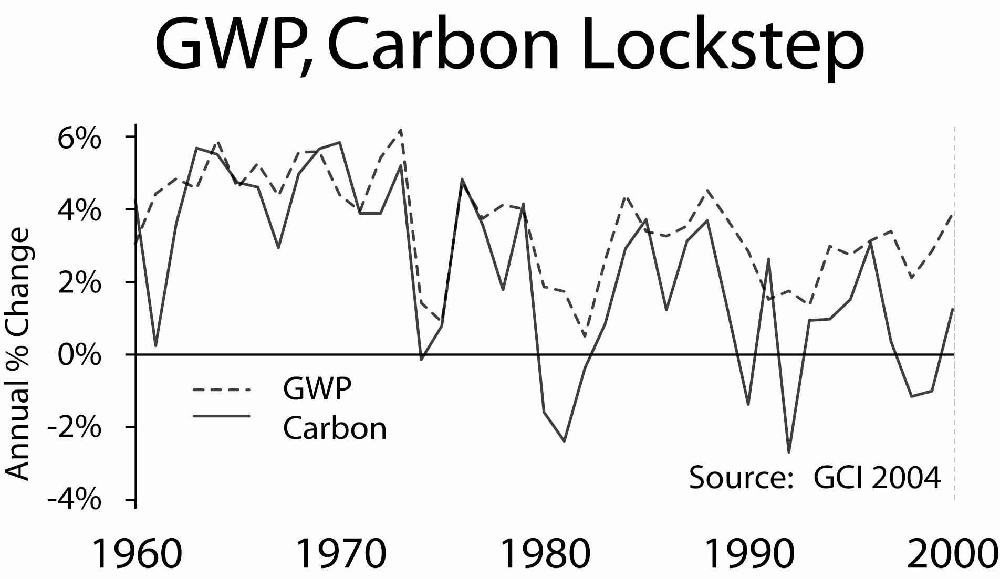 GWP, Carbon Lockstep
Annual % Change
6%
4%
2%
0%
-2%
-4%
GWP
Carbon
Source: GCI 2004
1960 1970 1980 1990 2000